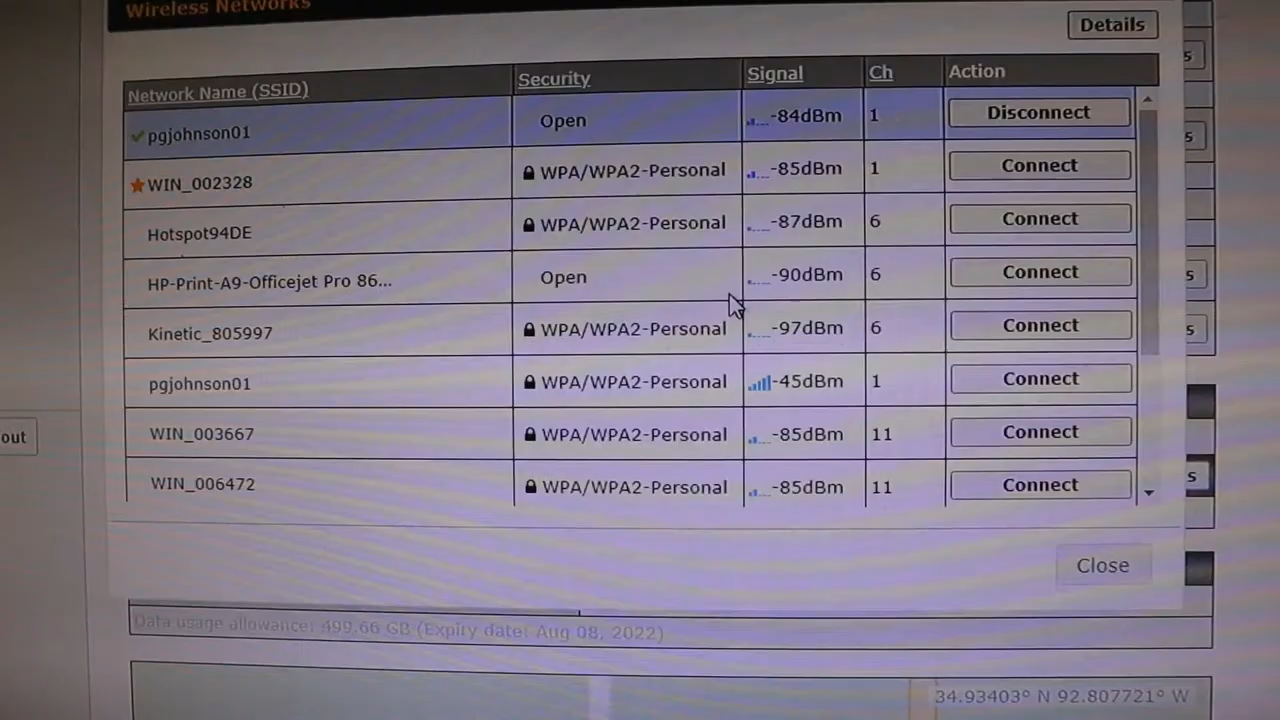 Wireless Networks
Details
Network Name (SSID) Security Signal Ch Action
pgjohnson01 Open -84dBm 1 Disconnect
WIN_002328 WPA/WPA2-Personal -85dBm 1 Connect
Hotspot94DE WPA/WPA2-Personal -87dBm 6 Connect
HP-Print-A9-Officejet Pro 86... Open -90dBm 6 Connect
Kinetic_805997 WPA/WPA2-Personal -97dBm 6 Connect
pgjohnson01 WPA/WPA2-Personal -45dBm 1 Connect
WIN_003667 WPA/WPA2-Personal -85dBm 11 Connect
WIN_006472 WPA/WPA2-Personal -85dBm 11 Connect
out
s
Close
Data usage allowance: 499.66 GB (Expiry date: Aug 08, 2022)
34.93403° N 92.807721° W